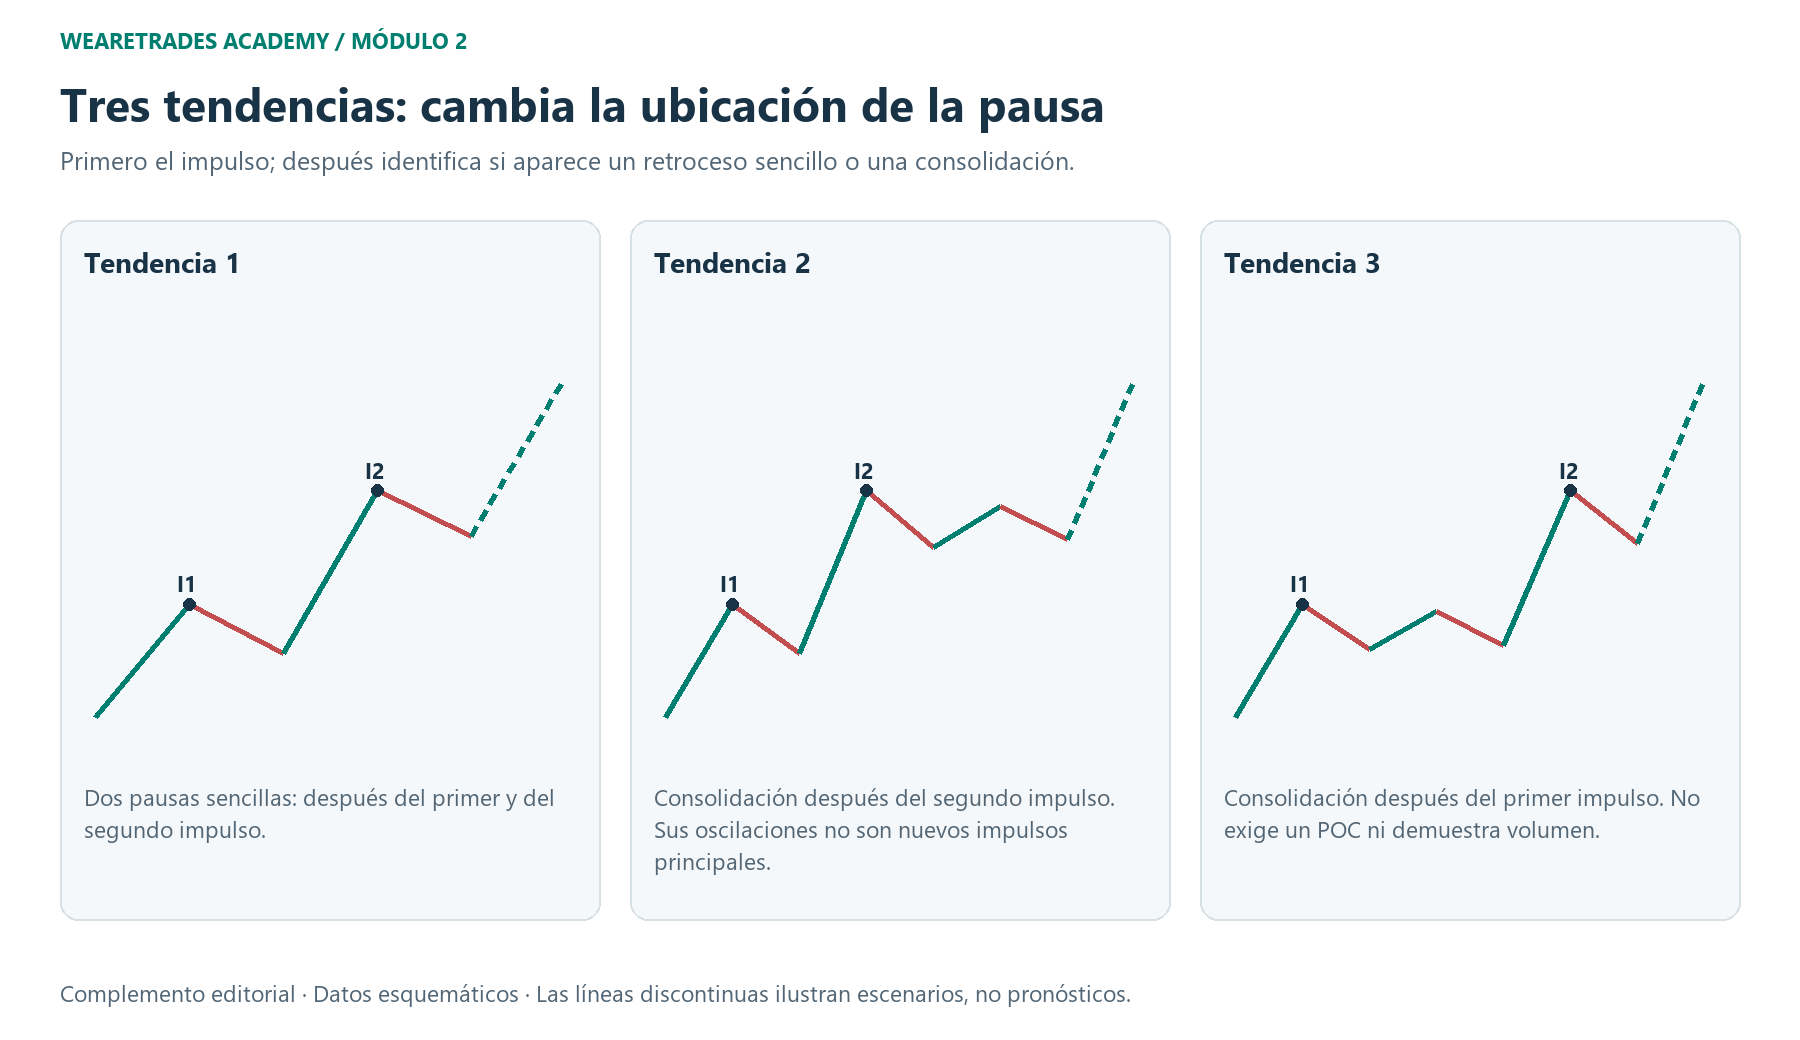 WEARETRADES ACADEMY / MÓDULO 2
Tres tendencias: cambia la ubicación de la pausa
Primero el impulso; después identifica si aparece un retroceso sencillo o una consolidación.
Tendencia 1
I1
I2
Dos pausas sencillas: después del primer y del
segundo impulso.
Tendencia 2
I1
I2
Consolidación después del segundo impulso.
Sus oscilaciones no son nuevos impulsos
principales.
Tendencia 3
I1
I2
Consolidación después del primer impulso. No
exige un POC ni demuestra volumen.
Complemento editorial · Datos esquemáticos · Las líneas discontinuas ilustran escenarios, no pronósticos.